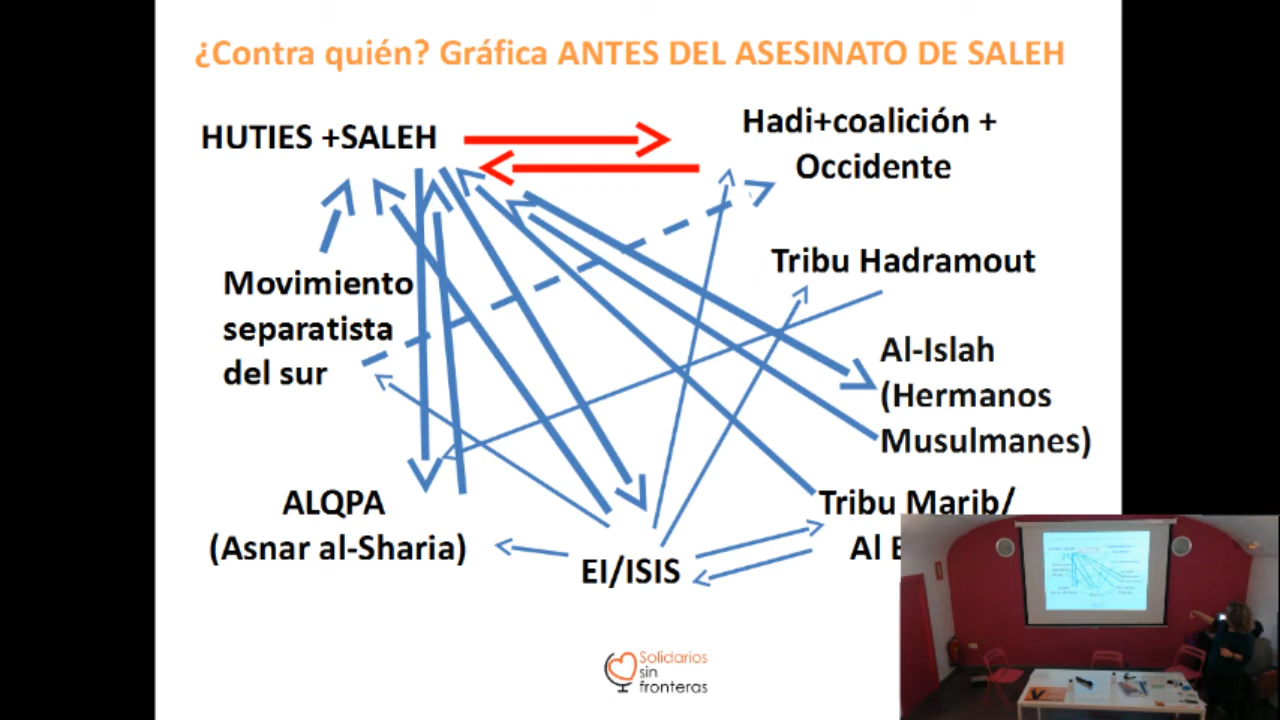 ¿Contra quién? Gráfica ANTES DEL ASESINATO DE SALEH
HUTIES +SALEH
Hadi+coalición +
Occidente
Tribu Hadramout
Movimiento
separatista
del sur
Al-Islah
(Hermanos
Musulmanes)
ALQPA
(Asnar al-Sharia)
EI/ISIS
Tribu Marib/
Al
Solidarios
sin
fronteras